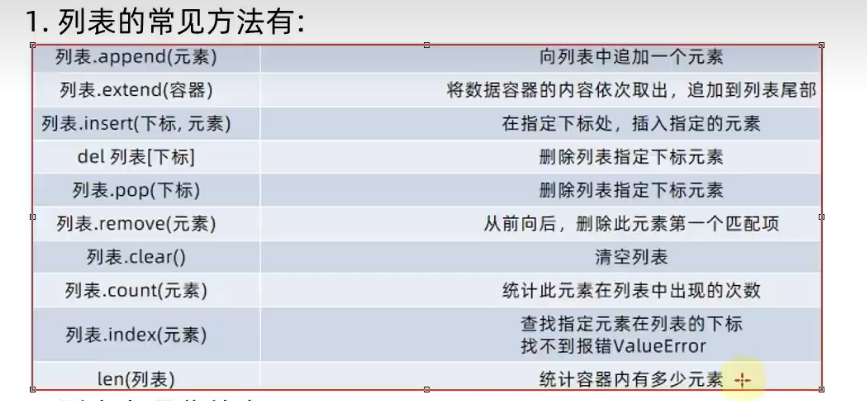 1. 列表的常见方法有:
列表.append(元素) 向列表中追加一个元素
列表.extend(容器) 将数据容器的内容依次取出，追加到列表尾部
列表.insert(下标, 元素) 在指定下标处，插入指定的元素
del 列表[下标] 删除列表指定下标元素
列表.pop(下标) 删除列表指定下标元素
列表.remove(元素) 从前向后，删除此元素第一个匹配项
列表.clear() 清空列表
列表.count(元素) 统计此元素在列表中出现的次数
列表.index(元素) 查找指定元素在列表的下标
找不到报错ValueError
len(列表) 统计容器内有多少元素